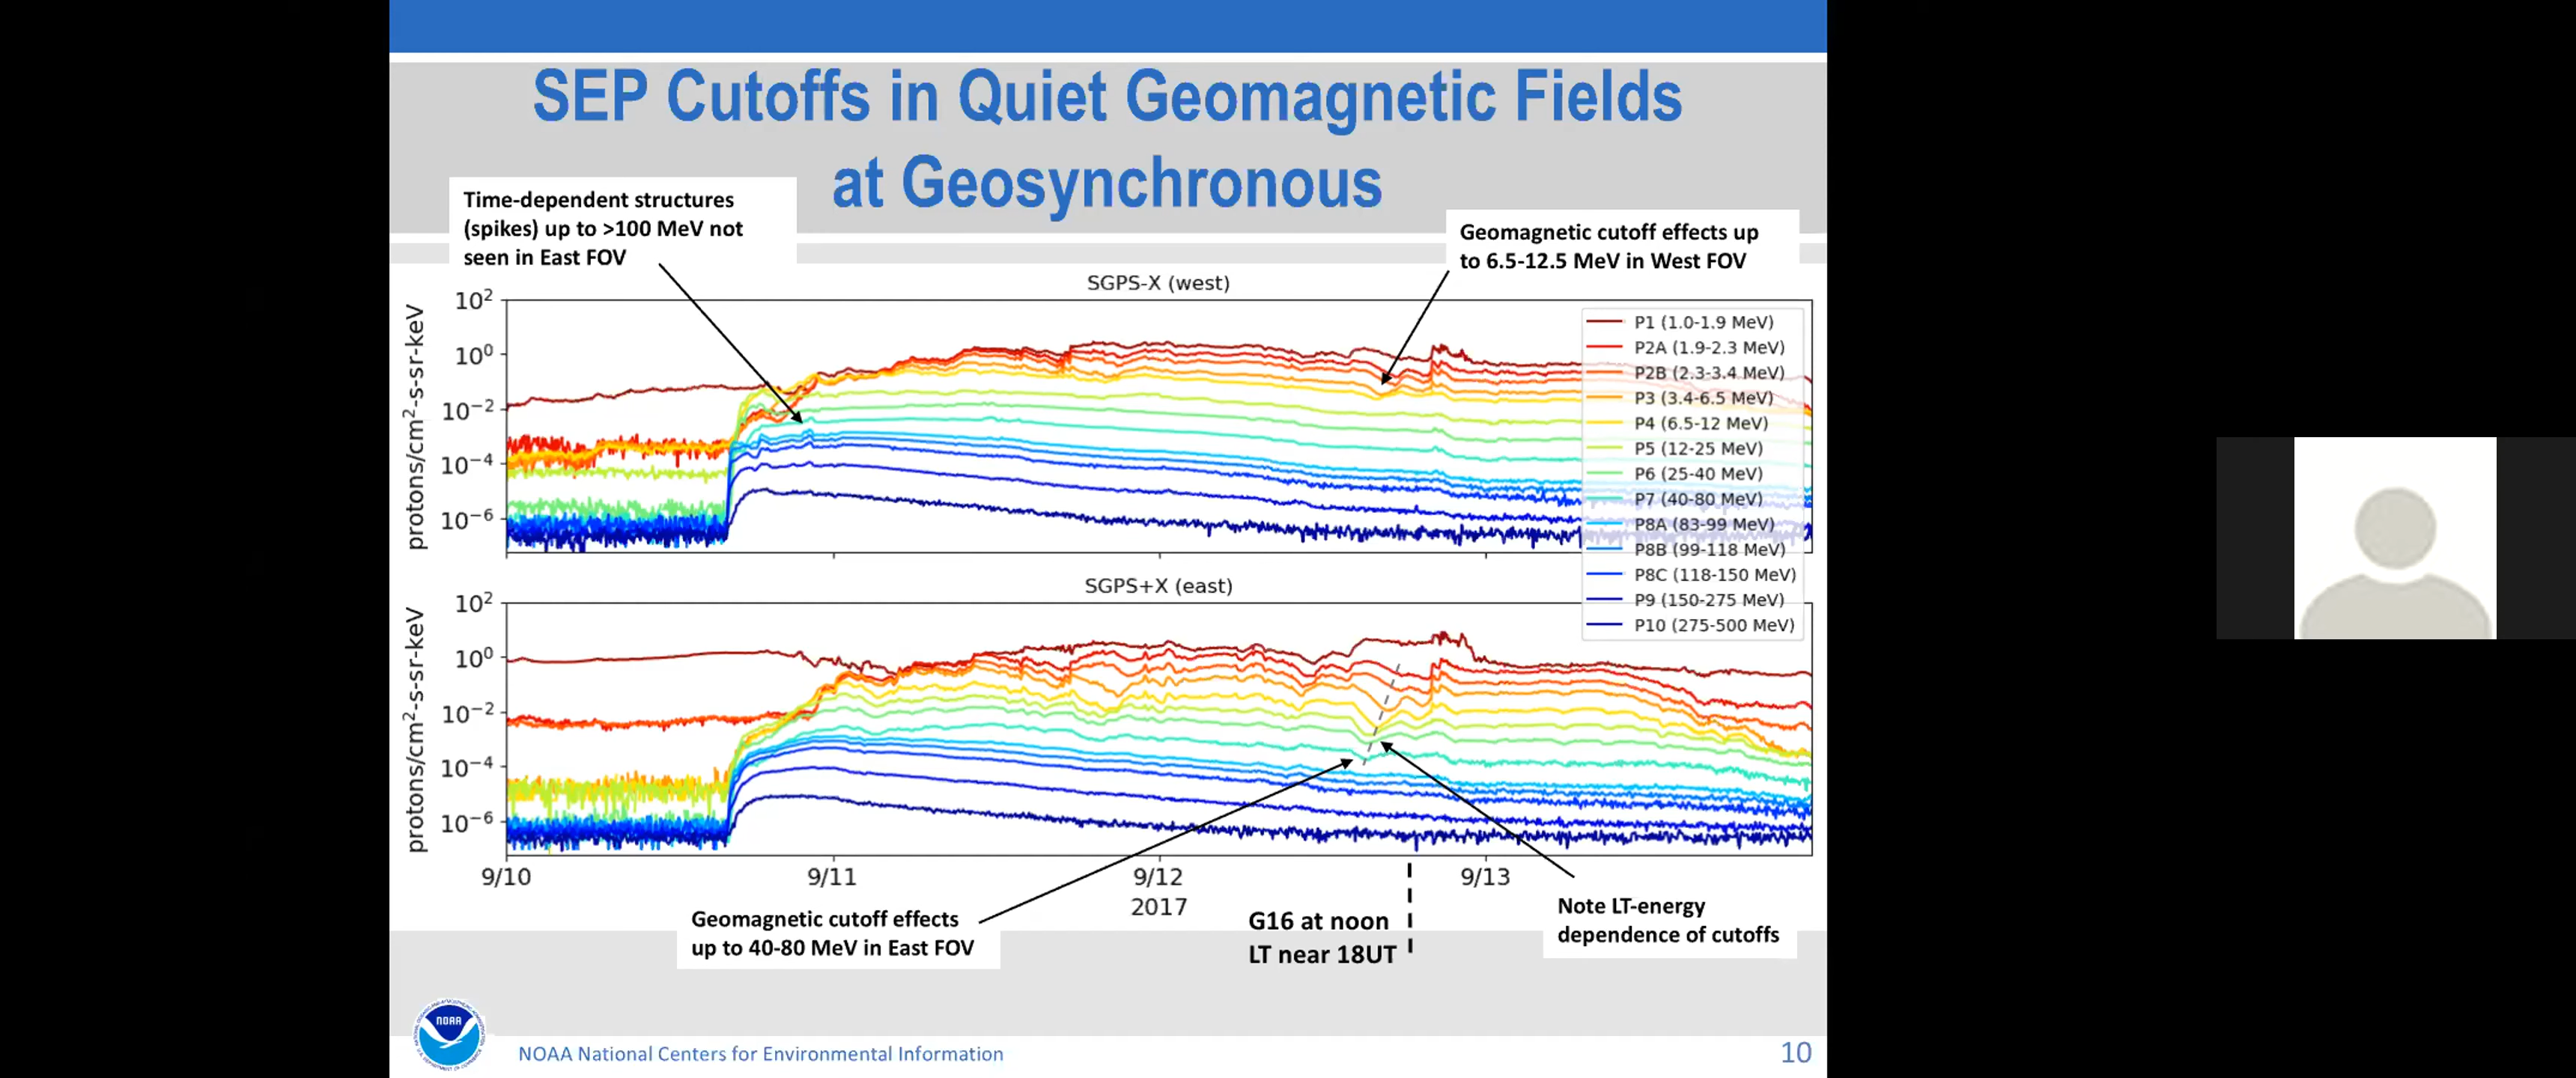 SEP Cutoffs in Quiet Geomagnetic Fields
at Geosynchronous
Time-dependent structures
(spikes) up to >100 MeV not
seen in East FOV
Geomagnetic cutoff effects up
to 6.5-12.5 MeV in West FOV
SGPS-X (west)
protons/cm²-s-sr-keV
10²
10⁰
10⁻²
10⁻⁴
10⁻⁶
P1 (1.0-1.9 MeV)
P2A (1.9-2.3 MeV)
P2B (2.3-3.4 MeV)
P3 (3.4-6.5 MeV)
P4 (6.5-12 MeV)
P5 (12-25 MeV)
P6 (25-40 MeV)
P7 (40-80 MeV)
P8A (83-99 MeV)
P8B (99-118 MeV)
P8C (118-150 MeV)
P9 (150-275 MeV)
P10 (275-500 MeV)
SGPS+X (east)
protons/cm²-s-sr-keV
10²
10⁰
10⁻²
10⁻⁴
10⁻⁶
9/10
9/11
9/12
9/13
2017
Geomagnetic cutoff effects
up to 40-80 MeV in East FOV
G16 at noon
LT near 18UT
Note LT-energy
dependence of cutoffs
NOAA
NOAA National Centers for Environmental Information
10